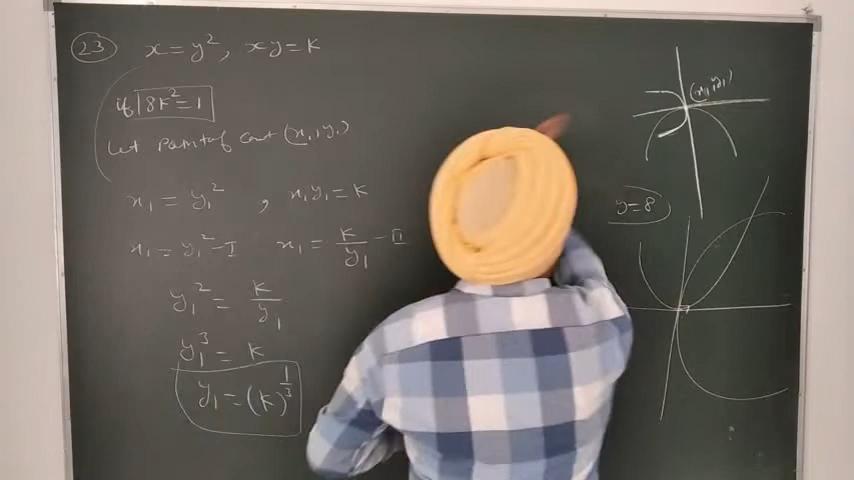 23 x = y², xy = K
if 8K² = 1
Let Point of Cont (x₁, y₁)
x₁ = y₁² , x₁y₁ = K
x₁ = y₁² - I x₁ = K/y₁ - II
y₁² = K/y₁
y₁³ = K
y₁ = (K)^(1/3)
(x₁, y₁)
y = 8